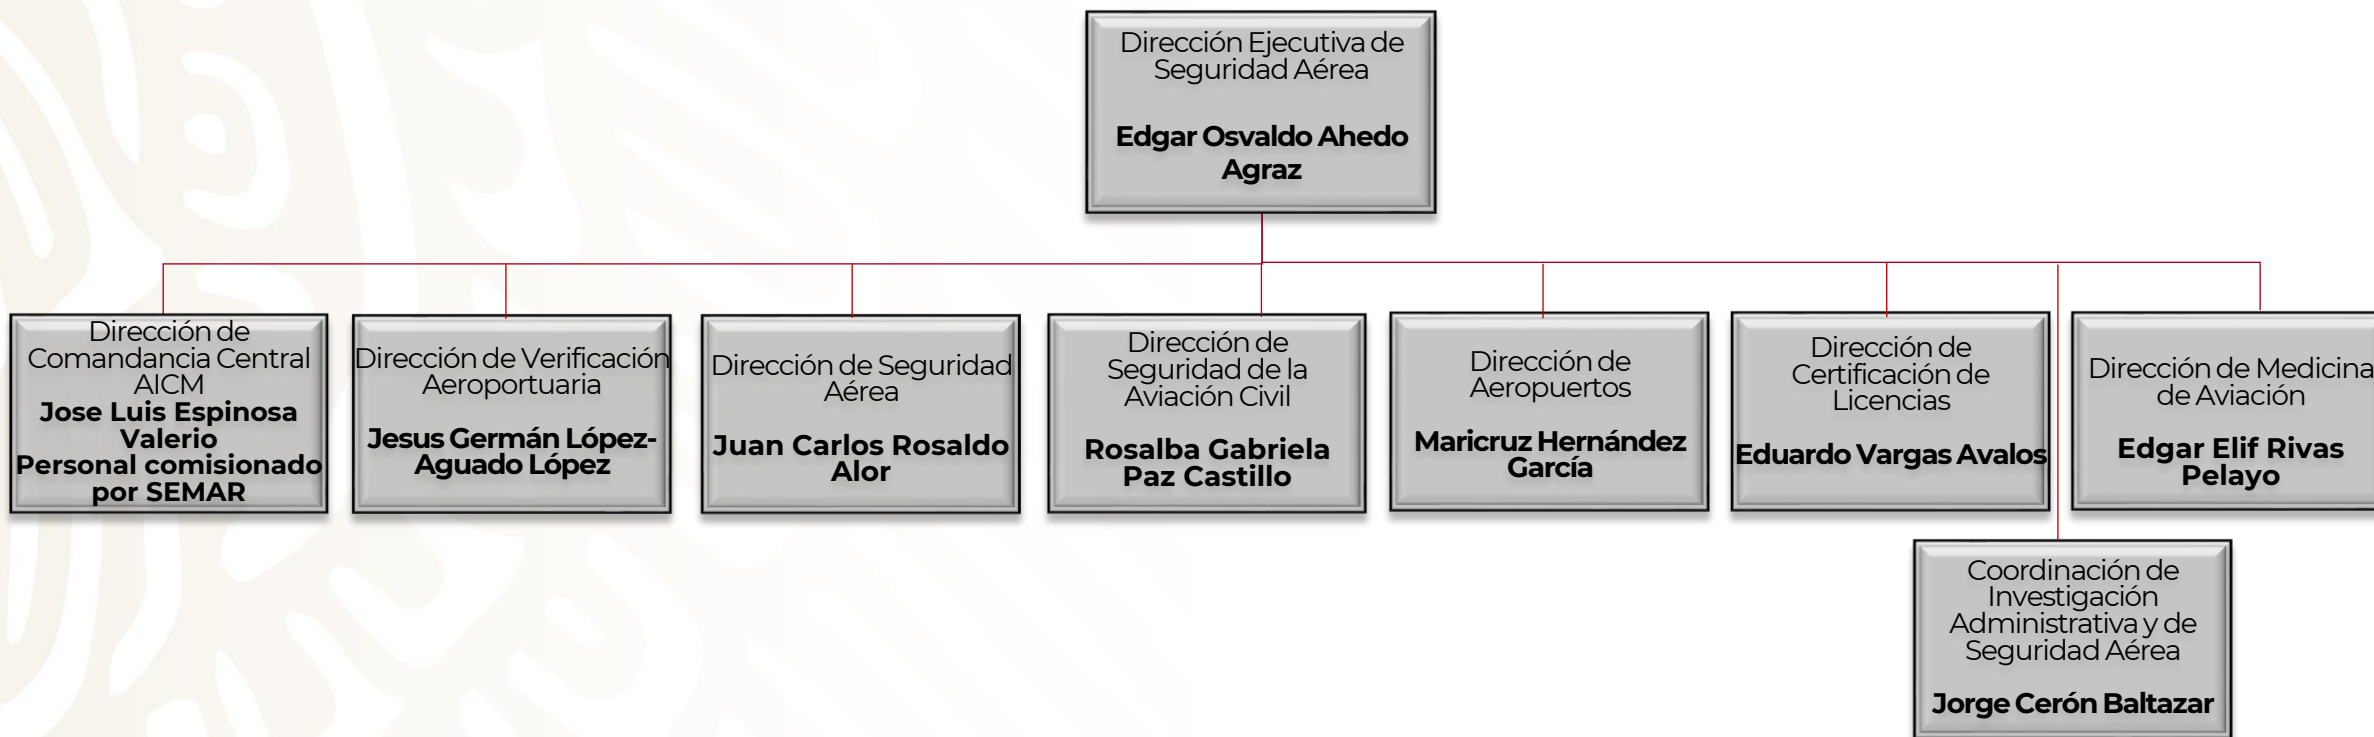 Dirección Ejecutiva de
Seguridad Aérea
Edgar Osvaldo Ahedo
Agraz
Dirección de
Comandancia Central
AICM
Jose Luis Espinosa
Valerio
Personal comisionado
por SEMAR
Dirección de Verificación
Aeroportuaria
Jesus Germán López-
Aguado López
Dirección de Seguridad
Aérea
Juan Carlos Rosaldo
Alor
Dirección de
Seguridad de la
Aviación Civil
Rosalba Gabriela
Paz Castillo
Dirección de
Aeropuertos
Maricruz Hernández
García
Dirección de
Certificación de
Licencias
Eduardo Vargas Avalos
Dirección de Medicina
de Aviación
Edgar Elif Rivas
Pelayo
Coordinación de
Investigación
Administrativa y de
Seguridad Aérea
Jorge Cerón Baltazar